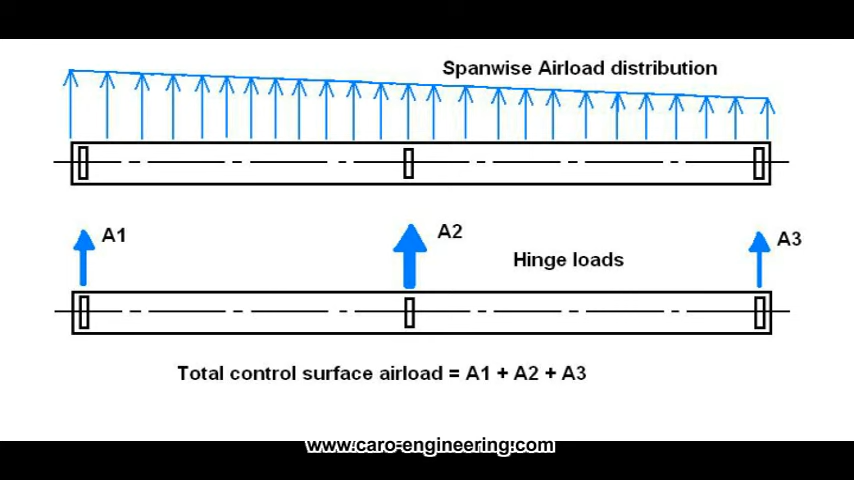 Spanwise Airload distribution
A1
A2
A3
Hinge loads
Total control surface airload = A1 + A2 + A3
www.caro-engineering.com